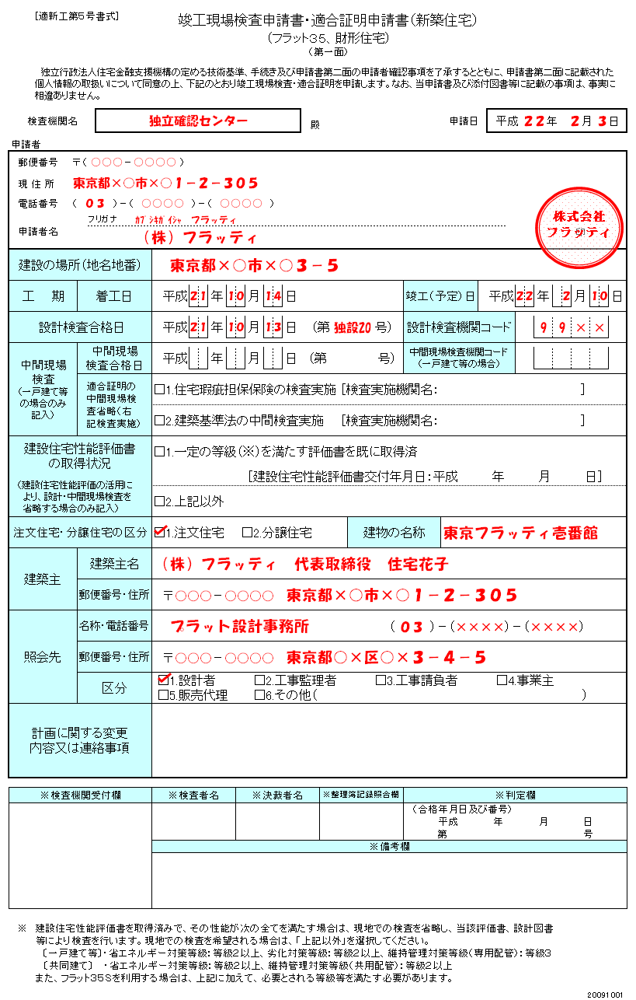 ［適新工第５号書式］
竣工現場検査申請書・適合証明申請書（新築住宅）
（フラット３５、財形住宅）
（第一面）
独立行政法人住宅金融支援機構の定める技術基準、手続き及び申請書第二面の申請者確認事項を了承するとともに、申請書第二面に記載された
個人情報の取扱いについて同意の上、下記のとおり竣工現場検査・適合証明を申請します。なお、当申請書及び添付図書等に記載の事項は、事実に
相違ありません。
検査機関名 独立確認センター 殿 申請日 平成 ２２ 年 ２ 月 ３ 日
申請者
郵便番号 〒（ ○○○－○○○○ ）
現 住 所 東京都×○市×○１－２－３０５
電話番号 （ ０３ ）－（ ○○○○ ）－（ ○○○○ ）
フリガナ ｶﾌﾞｼｷｶﾞｲｼｬ フラッティ
申請者名 （株）フラッティ
株式会社
フラッティ
印
建設の場所（地名地番） 東京都×○市×○３－５
工 期 着工日 平成 ２１ 年 １０ 月 １４ 日 竣工（予定）日 平成 ２２ 年 ２ 月 １０ 日
設計検査合格日 平成 ２１ 年 １０ 月 １３ 日 （第 独設20 号） 設計検査機関コード ９ ９ × ×
中間現場
検査
（一戸建て等
の場合のみ
記入）
中間現場
検査合格日 平成 年 月 日 （第 号） 中間現場検査機関コード
（一戸建て等の場合）
適合証明の
中間現場検
査省略（右
記検査実施）
□1.住宅瑕疵担保保険の検査実施 ［検査実施機関名： ］
□2.建築基準法の中間検査実施 ［検査実施機関名： ］
建設住宅性能評価書
の取得状況
（建設住宅性能評価の活用に
より、設計・中間現場検査を
省略する場合のみ記入）
□1.一定の等級（※）を満たす評価書を既に取得済
［建設住宅性能評価書交付年月日：平成 年 月 日］
□2.上記以外
注文住宅・分譲住宅の区分 ☑1.注文住宅 □2.分譲住宅 建物の名称 東京フラッティ壱番館
建築主 建築主名 （株）フラッティ 代表取締役 住宅花子
郵便番号・住所 〒○○○－○○○○ 東京都×○市×○１－２－３０５
照会先 名称・電話番号 フラット設計事務所 （ ０３ ）－（××××）－（××××）
郵便番号・住所 〒○○○－○○○○ 東京都○×区○×３－４－５
区分 ☑1.設計者 □2.工事監理者 □3.工事請負者 □4.事業主
□5.販売代理 □6.その他（ ）
計画に関する変更
内容又は連絡事項
※検査機関受付欄 ※検査者名 ※決裁者名 ※整理簿記録照合欄 ※判定欄
（合格年月日及び番号）
平成 年 月 日
第 号
※備考欄
※ 建設住宅性能評価書を取得済みで、その性能が次の全てを満たす場合は、現地での検査を省略し、当該評価書、設計図書
等により検査を行います。現地での検査を希望される場合は、「上記以外」を選択してください。
〔一戸建て等〕・省エネルギー対策等級：等級２以上、劣化対策等級：等級２以上、維持管理対策等級（専用配管）：等級３
〔共同建て〕 ・省エネルギー対策等級：等級２以上、維持管理対策等級（共用配管）：等級２以上
また、フラット３５Ｓを利用する場合は、上記に加えて、必要とされる等級等を満たす必要があります。
20091001